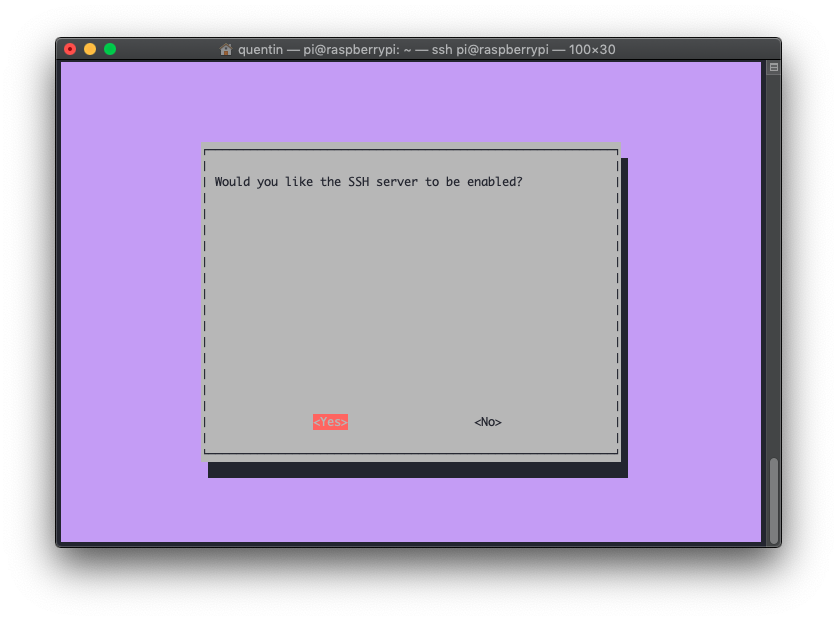 quentin — pi@raspberrypi: ~ — ssh pi@raspberrypi — 100×30
Would you like the SSH server to be enabled?
<Yes> <No>